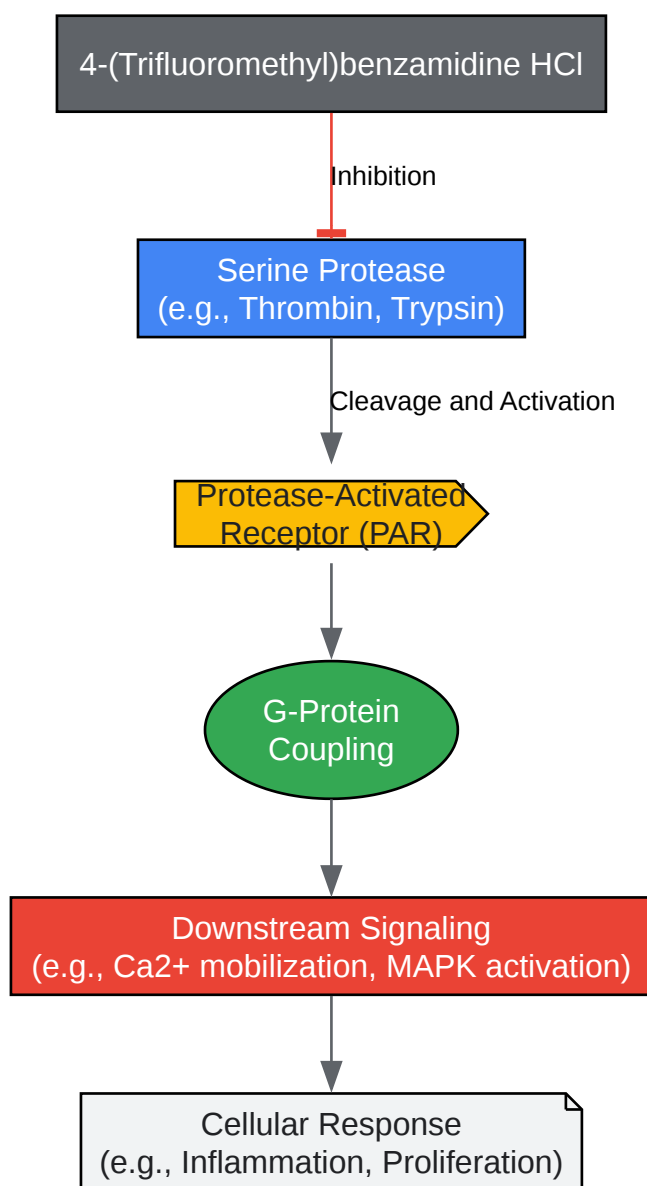 4-(Trifluoromethyl)benzamidine HCl
Inhibition
Serine Protease
(e.g., Thrombin, Trypsin)
Cleavage and Activation
Protease-Activated
Receptor (PAR)
G-Protein
Coupling
Downstream Signaling
(e.g., Ca2+ mobilization, MAPK activation)
Cellular Response
(e.g., Inflammation, Proliferation)